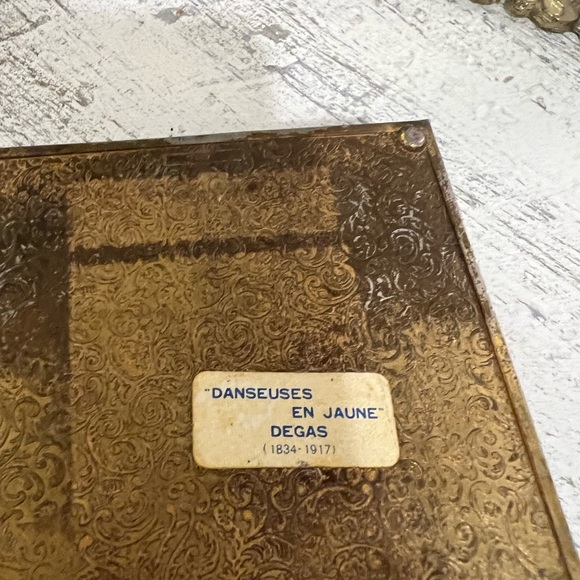 "DANSEUSES
EN JAUNE"
DEGAS
(1834-1917)